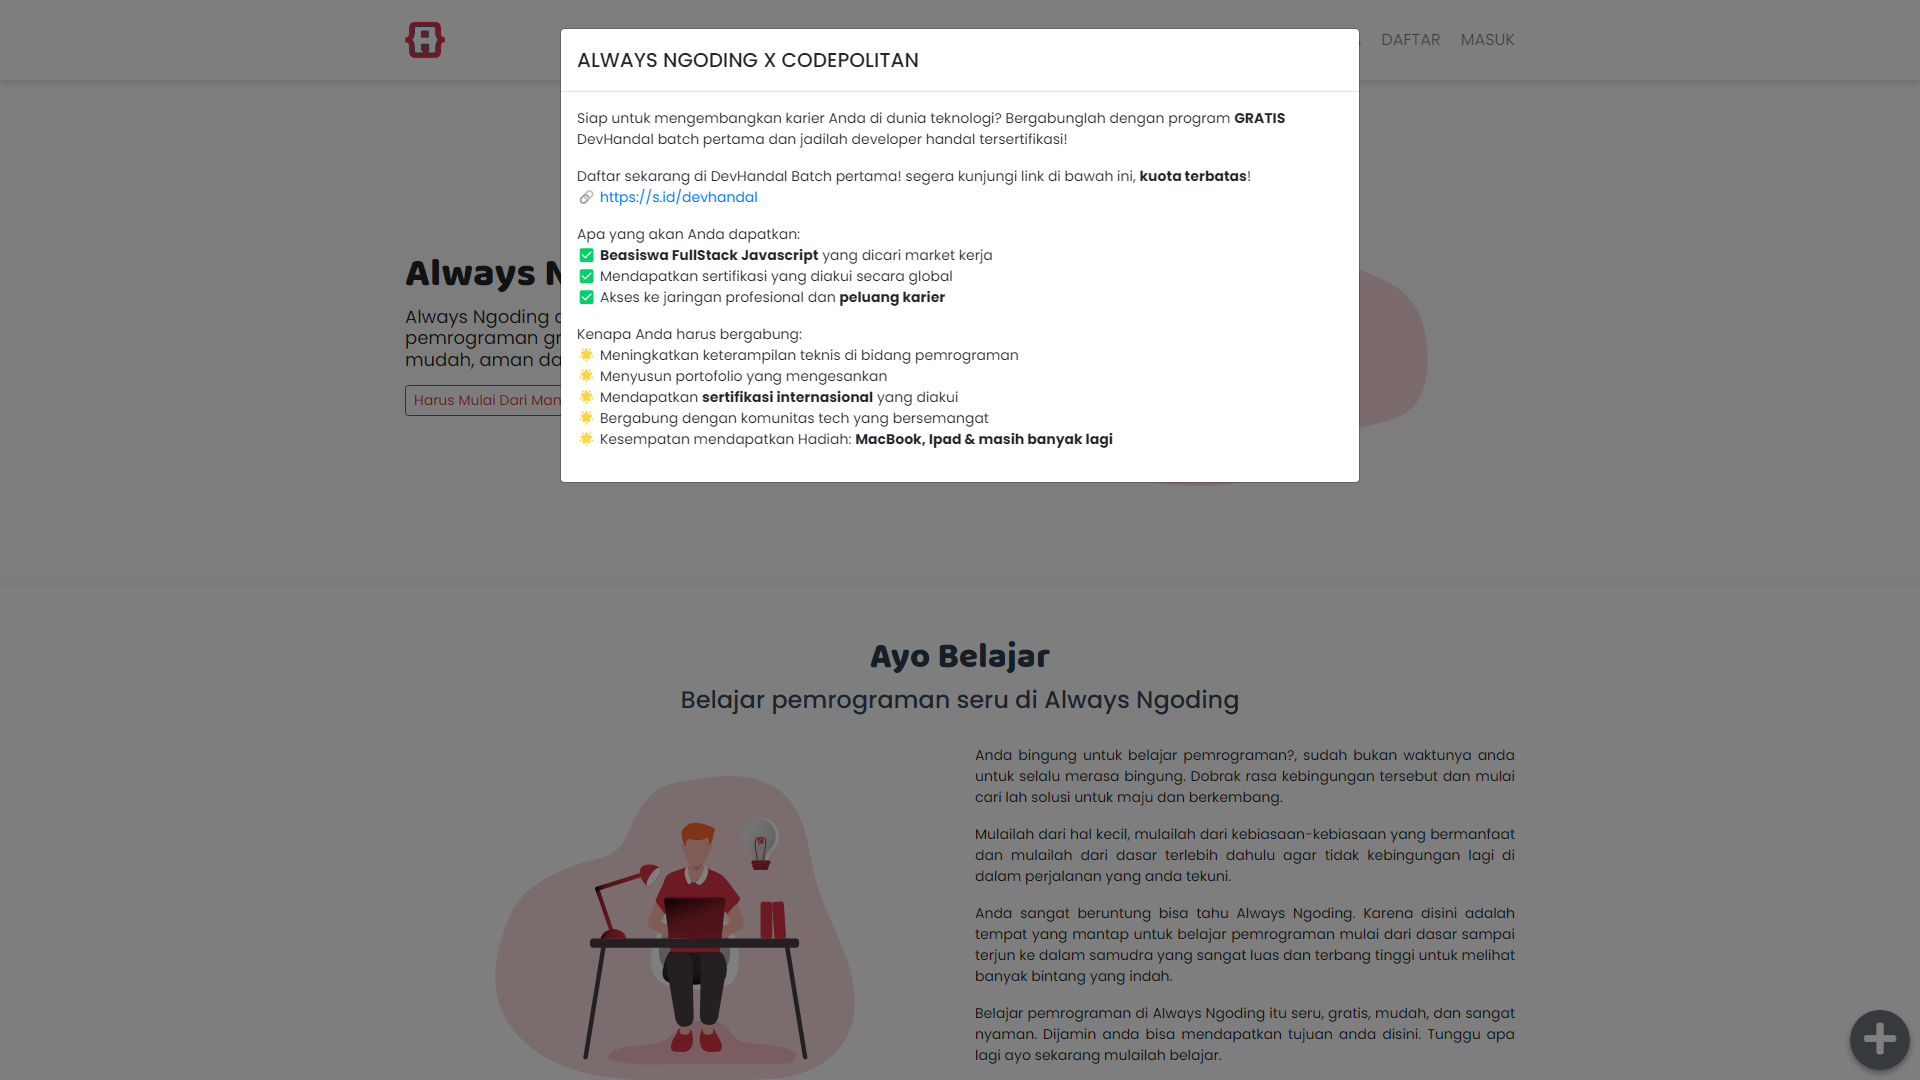 DAFTAR
MASUK
ALWAYS NGODING X CODEPOLITAN
Siap untuk mengembangkan karier Anda di dunia teknologi? Bergabunglah dengan program GRATIS
DevHandal batch pertama dan jadilah developer handal tersertifikasi!
Daftar sekarang di DevHandal Batch pertama! segera kunjungi link di bawah ini, kuota terbatas!
🔗 https://s.id/devhandal
Apa yang akan Anda dapatkan:
✅ Beasiswa FullStack Javascript yang dicari market kerja
✅ Mendapatkan sertifikasi yang diakui secara global
✅ Akses ke jaringan profesional dan peluang karier
Kenapa Anda harus bergabung:
🌟 Meningkatkan keterampilan teknis di bidang pemrograman
🌟 Menyusun portofolio yang mengesankan
🌟 Mendapatkan sertifikasi internasional yang diakui
🌟 Bergabung dengan komunitas tech yang bersemangat
🌟 Kesempatan mendapatkan Hadiah: MacBook, Ipad & masih banyak lagi
Always
Always Ngoding
pemrograman
mudah, aman
Harus Mulai Dari
Ayo Belajar
Belajar pemrograman seru di Always Ngoding
Anda bingung untuk belajar pemrograman?, sudah bukan waktunya anda
untuk selalu merasa bingung. Dobrak rasa kebingungan tersebut dan mulai
cari lah solusi untuk maju dan berkembang.
Mulailah dari hal kecil, mulailah dari kebiasaan-kebiasaan yang bermanfaat
dan mulailah dari dasar terlebih dahulu agar tidak kebingungan lagi di
dalam perjalanan yang anda tekuni.
Anda sangat beruntung bisa tahu Always Ngoding. Karena disini adalah
tempat yang mantap untuk belajar pemrograman mulai dari dasar sampai
terjun ke dalam samudra yang sangat luas dan terbang tinggi untuk melihat
banyak bintang yang indah.
Belajar pemrograman di Always Ngoding itu seru, gratis, mudah, dan sangat
nyaman. Dijamin anda bisa mendapatkan tujuan anda disini. Tunggu apa
lagi ayo sekarang mulailah belajar.